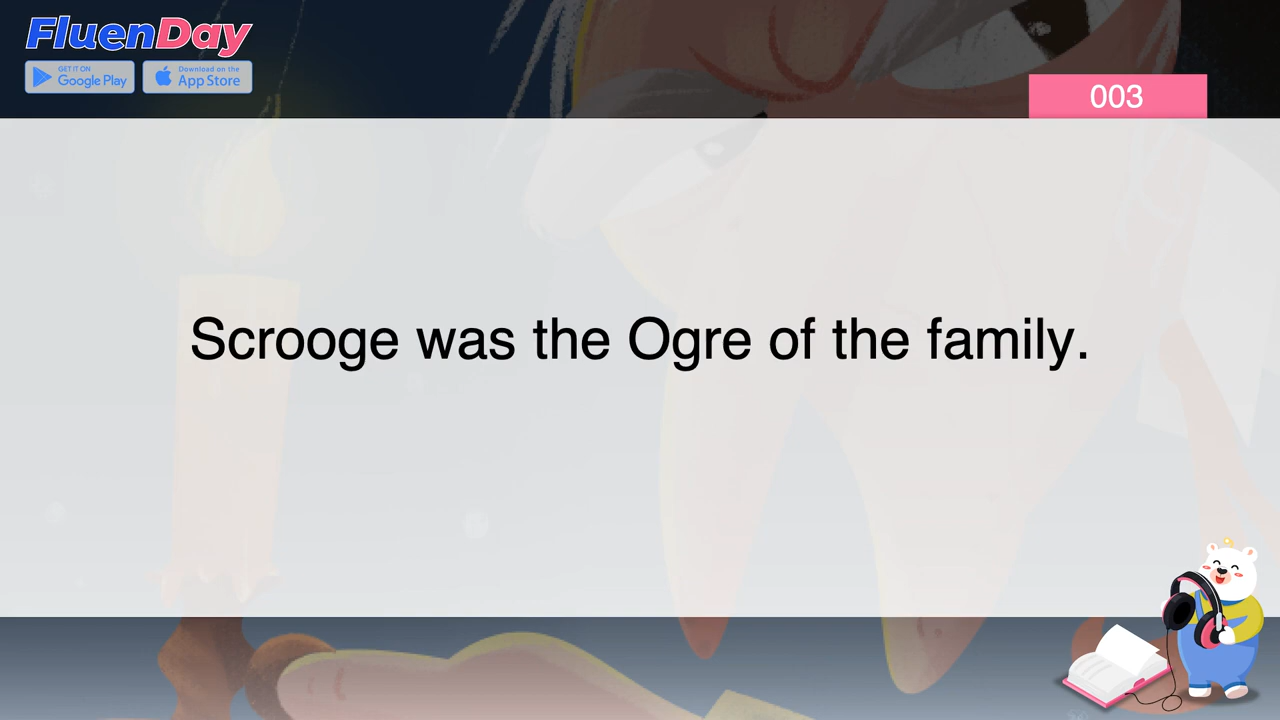 FluenDay
GET IT ON
Google Play
Download on the
App Store
003
Scrooge was the Ogre of the family.